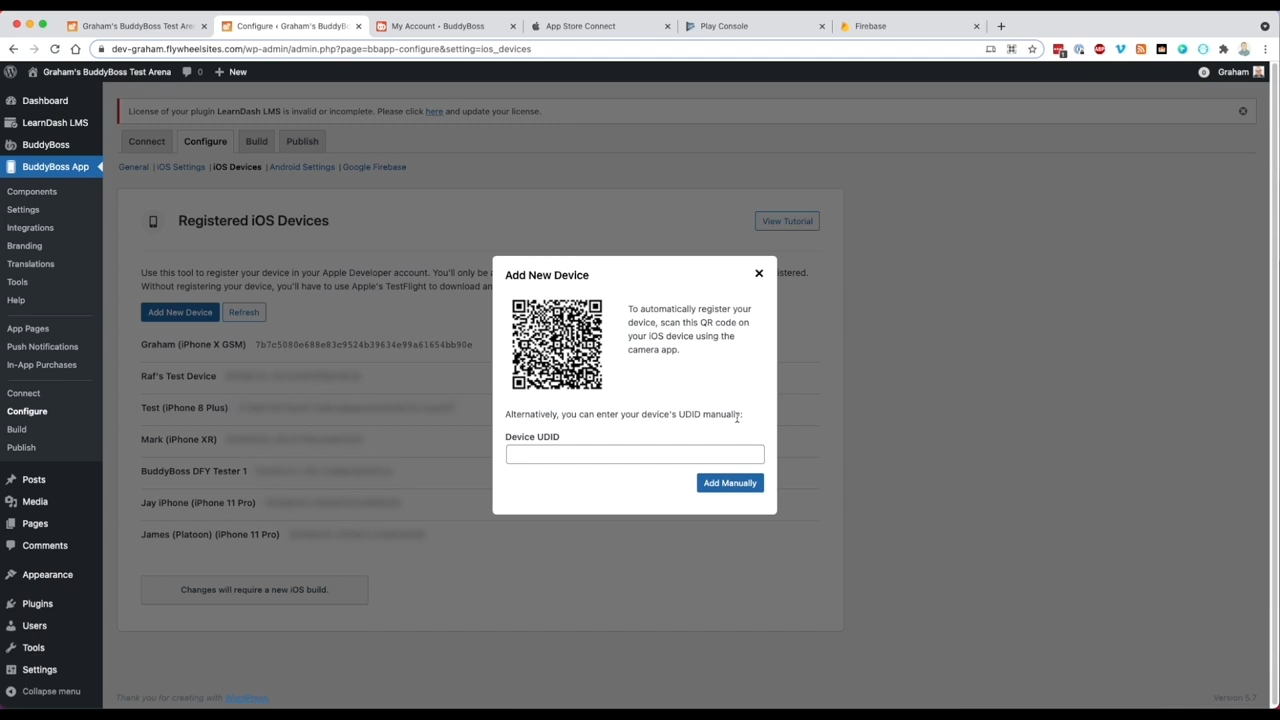 Graham's BuddyBoss Test Aren
Configure ‹ Graham's BuddyB
My Account - BuddyBoss
App Store Connect
Play Console
Firebase
dev-graham.flywheelsites.com/wp-admin/admin.php?page=bbapp-configure&setting=ios_devices
Graham's BuddyBoss Test Arena
0
New
Graham
Dashboard
LearnDash LMS
BuddyBoss
BuddyBoss App
Components
Settings
Integrations
Branding
Translations
Tools
Help
App Pages
Push Notifications
In-App Purchases
Connect
Configure
Build
Publish
Posts
Media
Pages
Comments
Appearance
Plugins
Users
Tools
Settings
Collapse menu
License of your plugin LearnDash LMS is invalid or incomplete. Please click here and update your license.
Connect
Configure
Build
Publish
General | iOS Settings | iOS Devices | Android Settings | Google Firebase
Registered iOS Devices
View Tutorial
Use this tool to register your device in your Apple Developer account. You'll only be a
istered.
Without registering your device, you'll have to use Apple's TestFlight to download an
Add New Device
Refresh
Graham (iPhone X GSM) 7b7c5080e688e83c9524b39634e99a61654bb90e
Raf's Test Device
Test (iPhone 8 Plus)
Mark (iPhone XR)
BuddyBoss DFY Tester 1
Jay iPhone (iPhone 11 Pro)
James (Platoon) (iPhone 11 Pro)
Changes will require a new iOS build.
Add New Device
To automatically register your
device, scan this QR code on
your iOS device using the
camera app.
Alternatively, you can enter your device's UDID manually:
Device UDID
Add Manually
Thank you for creating with WordPress.
Version 5.7